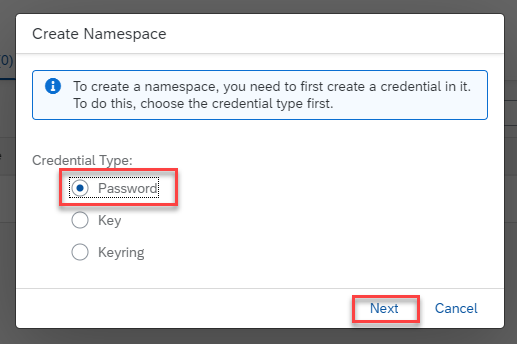 Create Namespace
(0)
To create a namespace, you need to first create a credential in it.
To do this, choose the credential type first.
Credential Type:
Password
Key
Keyring
Next Cancel